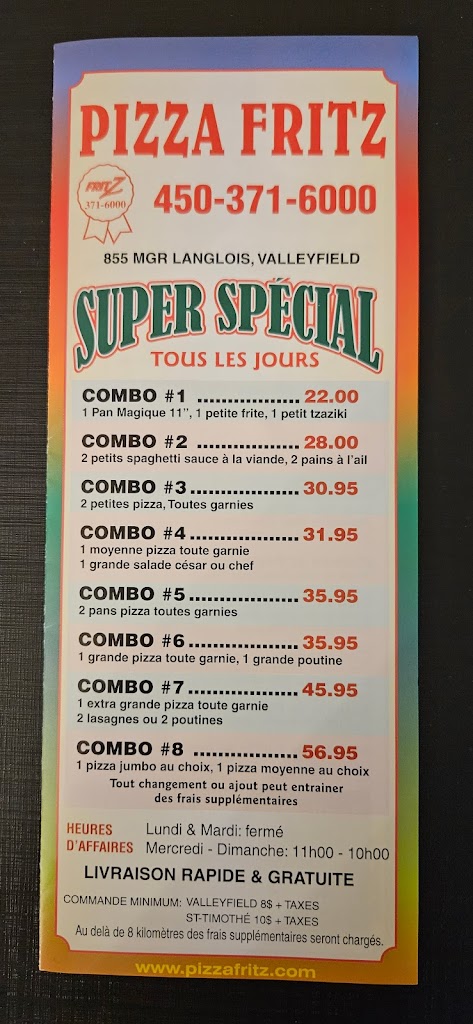 PIZZA FRITZ
FRITZ
371-6000
450-371-6000
855 MGR LANGLOIS, VALLEYFIELD
SUPER SPÉCIAL
TOUS LES JOURS
COMBO #1 .................. 22.00
1 Pan Magique 11", 1 petite frite, 1 petit tzaziki
COMBO #2 ................... 28.00
2 petits spaghetti sauce à la viande, 2 pains à l'ail
COMBO #3.................... 30.95
2 petites pizza, Toutes garnies
COMBO #4.................... 31.95
1 moyenne pizza toute garnie
1 grande salade césar ou chef
COMBO #5.................... 35.95
2 pans pizza toutes garnies
COMBO #6.................... 35.95
1 grande pizza toute garnie, 1 grande poutine
COMBO #7.................... 45.95
1 extra grande pizza toute garnie
2 lasagnes ou 2 poutines
COMBO #8 ................... 56.95
1 pizza jumbo au choix, 1 pizza moyenne au choix
Tout changement ou ajout peut entrainer
des frais supplémentaires
HEURES D'AFFAIRES
Lundi & Mardi: fermé
Mercredi - Dimanche: 11h00 - 10h00
LIVRAISON RAPIDE & GRATUITE
COMMANDE MINIMUM: VALLEYFIELD 8$ + TAXES
ST-TIMOTHÉ 10$ + TAXES
Au delà de 8 kilomètres des frais supplémentaires seront chargés.
www.pizzafritz.com